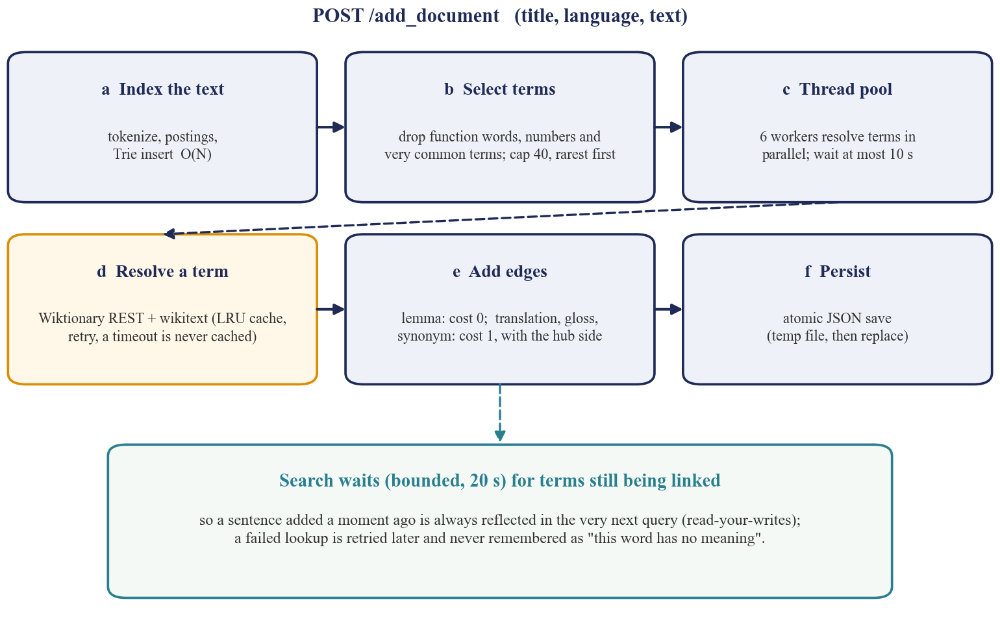 POST /add_document (title, language, text)
a Index the text
tokenize, postings,
Trie insert O(N)
b Select terms
drop function words, numbers and
very common terms; cap 40, rarest first
c Thread pool
6 workers resolve terms in
parallel; wait at most 10 s
d Resolve a term
Wiktionary REST + wikitext (LRU cache,
retry, a timeout is never cached)
e Add edges
lemma: cost 0; translation, gloss,
synonym: cost 1, with the hub side
f Persist
atomic JSON save
(temp file, then replace)
Search waits (bounded, 20 s) for terms still being linked
so a sentence added a moment ago is always reflected in the very next query (read-your-writes);
a failed lookup is retried later and never remembered as "this word has no meaning".